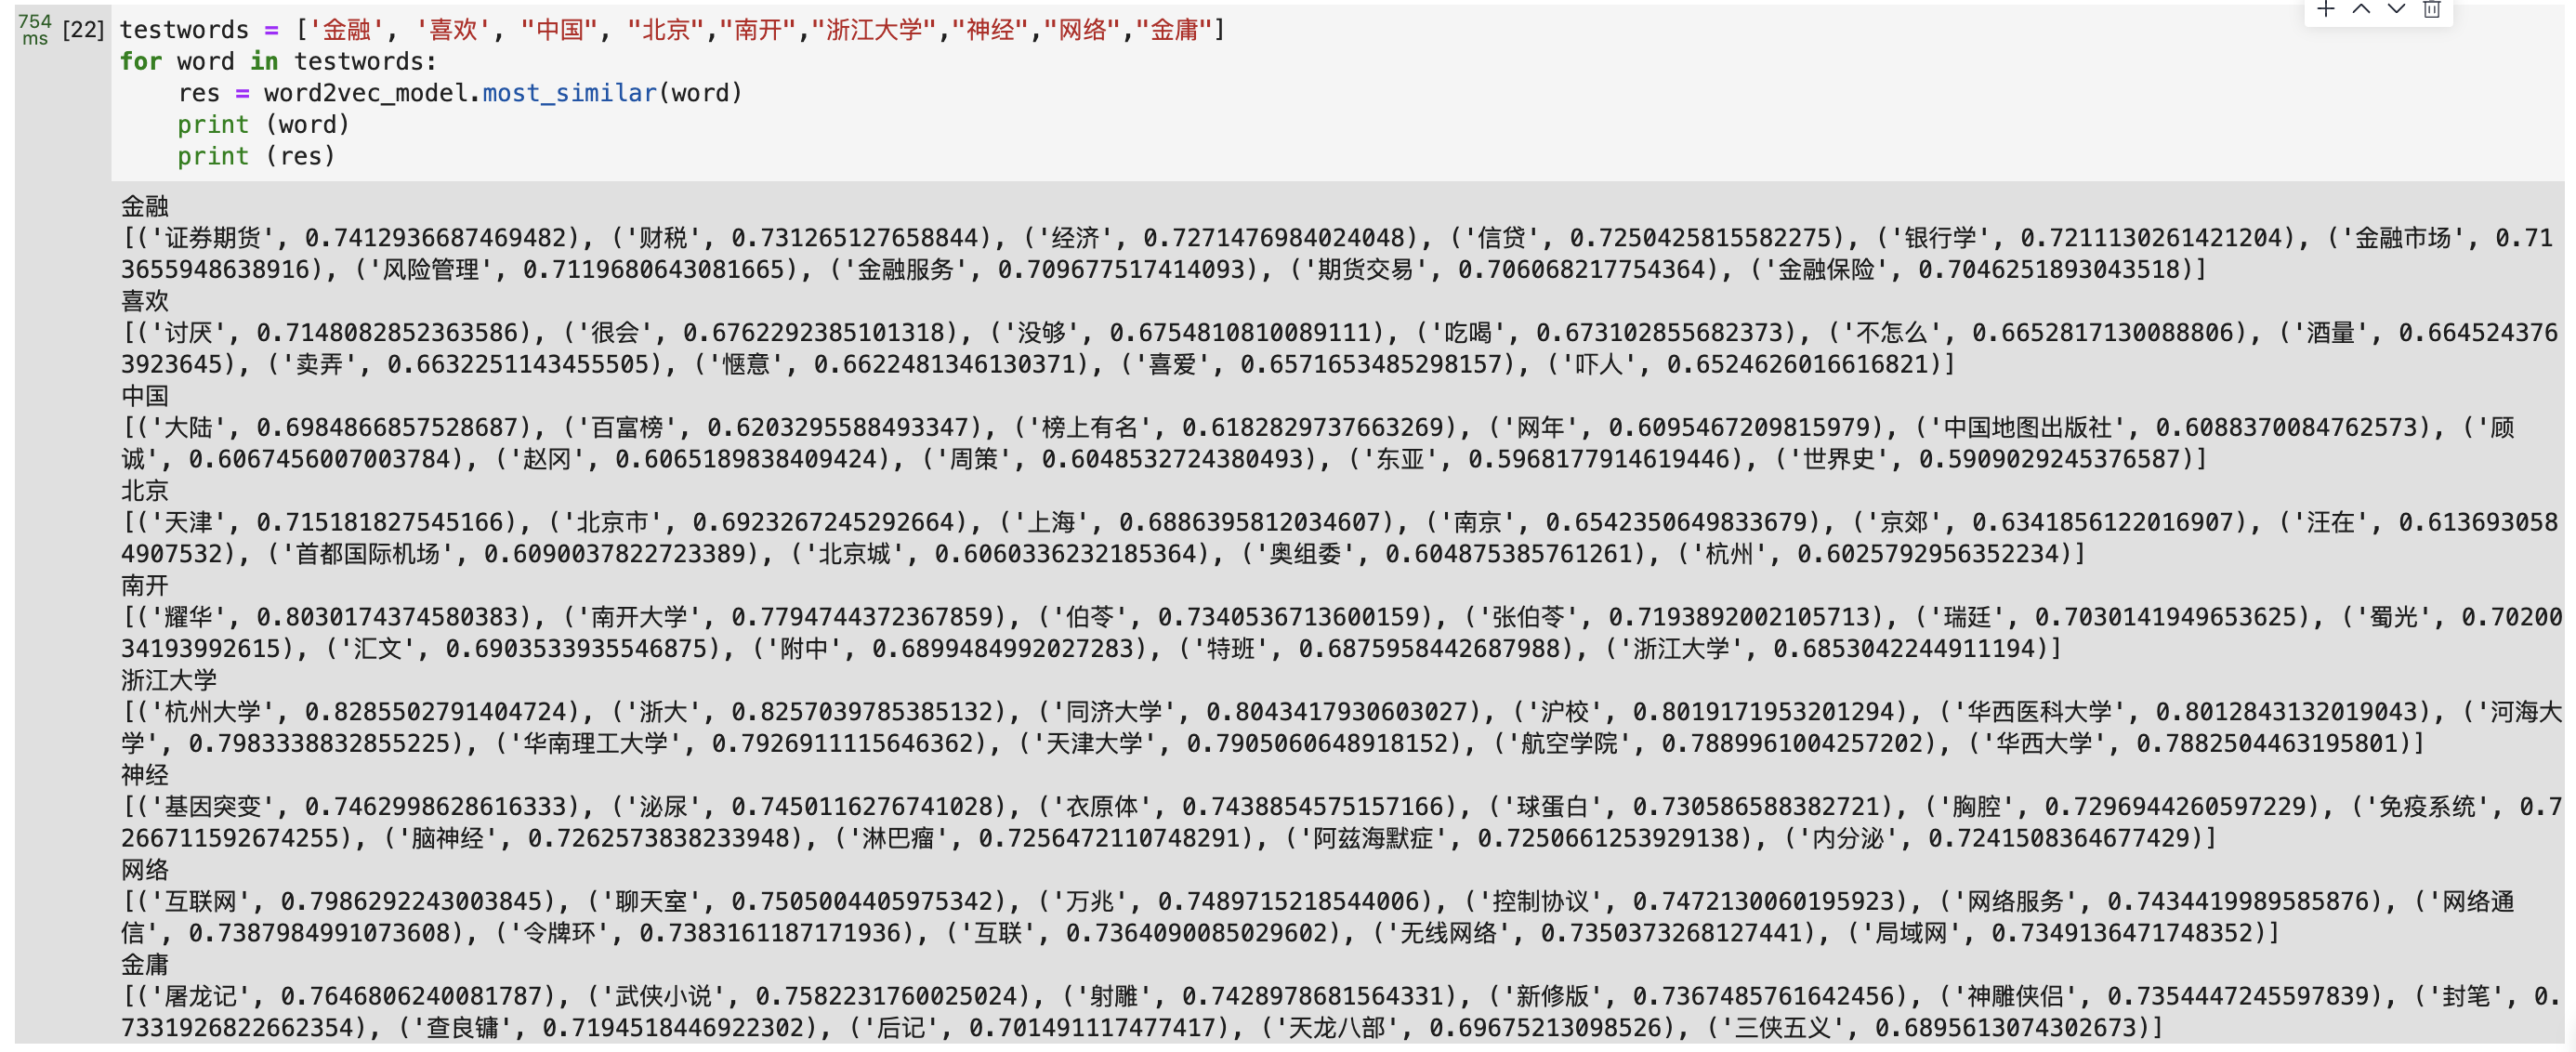 754
ms
[22]
testwords = ['金融', '喜欢', "中国", "北京","南开","浙江大学","神经","网络","金庸"]
for word in testwords:
    res = word2vec_model.most_similar(word)
    print (word)
    print (res)
金融
[('证券期货', 0.7412936687469482), ('财税', 0.731265127658844), ('经济', 0.7271476984024048), ('信贷', 0.7250425815582275), ('银行学', 0.7211130261421204), ('金融市场', 0.71
3655948638916), ('风险管理', 0.7119680643081665), ('金融服务', 0.709677517414093), ('期货交易', 0.706068217754364), ('金融保险', 0.7046251893043518)]
喜欢
[('讨厌', 0.7148082852363586), ('很会', 0.6762292385101318), ('没够', 0.6754810810089111), ('吃喝', 0.673102855682373), ('不怎么', 0.6652817130088806), ('酒量', 0.664524376
3923645), ('卖弄', 0.6632251143455505), ('惬意', 0.6622481346130371), ('喜爱', 0.6571653485298157), ('吓人', 0.6524626016616821)]
中国
[('大陆', 0.6984866857528687), ('百富榜', 0.6203295588493347), ('榜上有名', 0.6182829737663269), ('网年', 0.6095467209815979), ('中国地图出版社', 0.6088370084762573), ('顾
诚', 0.6067456007003784), ('赵冈', 0.6065189838409424), ('周策', 0.6048532724380493), ('东亚', 0.5968177914619446), ('世界史', 0.5909029245376587)]
北京
[('天津', 0.715181827545166), ('北京市', 0.6923267245292664), ('上海', 0.6886395812034607), ('南京', 0.6542350649833679), ('京郊', 0.6341856122016907), ('汪在', 0.613693058
4907532), ('首都国际机场', 0.6090037822723389), ('北京城', 0.6060336232185364), ('奥组委', 0.604875385761261), ('杭州', 0.6025792956352234)]
南开
[('耀华', 0.8030174374580383), ('南开大学', 0.7794744372367859), ('伯苓', 0.7340536713600159), ('张伯苓', 0.7193892002105713), ('瑞廷', 0.7030141949653625), ('蜀光', 0.70200
34193992615), ('汇文', 0.6903533935546875), ('附中', 0.6899484992027283), ('特班', 0.6875958442687988), ('浙江大学', 0.6853042244911194)]
浙江大学
[('杭州大学', 0.8285502791404724), ('浙大', 0.8257039785385132), ('同济大学', 0.8043417930603027), ('沪校', 0.8019171953201294), ('华西医科大学', 0.8012843132019043), ('河海大
学', 0.7983338832855225), ('华南理工大学', 0.7926911115646362), ('天津大学', 0.7905060648918152), ('航空学院', 0.7889961004257202), ('华西大学', 0.7882504463195801)]
神经
[('基因突变', 0.7462998628616333), ('泌尿', 0.7450116276741028), ('衣原体', 0.7438854575157166), ('球蛋白', 0.730586588382721), ('胸腔', 0.7296944260597229), ('免疫系统', 0.7
266711592674255), ('脑神经', 0.7262573838233948), ('淋巴瘤', 0.7256472110748291), ('阿兹海默症', 0.7250661253929138), ('内分泌', 0.7241508364677429)]
网络
[('互联网', 0.7986292243003845), ('聊天室', 0.7505004405975342), ('万兆', 0.7489715218544006), ('控制协议', 0.7472130060195923), ('网络服务', 0.7434419989585876), ('网络通
信', 0.7387984991073608), ('令牌环', 0.7383161187171936), ('互联', 0.7364090085029602), ('无线网络', 0.7350373268127441), ('局域网', 0.7349136471748352)]
金庸
[('屠龙记', 0.7646806240081787), ('武侠小说', 0.7582231760025024), ('射雕', 0.7428978681564331), ('新修版', 0.7367485761642456), ('神雕侠侣', 0.7354447245597839), ('封笔', 0.
7331926822662354), ('查良镛', 0.7194518446922302), ('后记', 0.701491117477417), ('天龙八部', 0.69675213098526), ('三侠五义', 0.6895613074302673)]